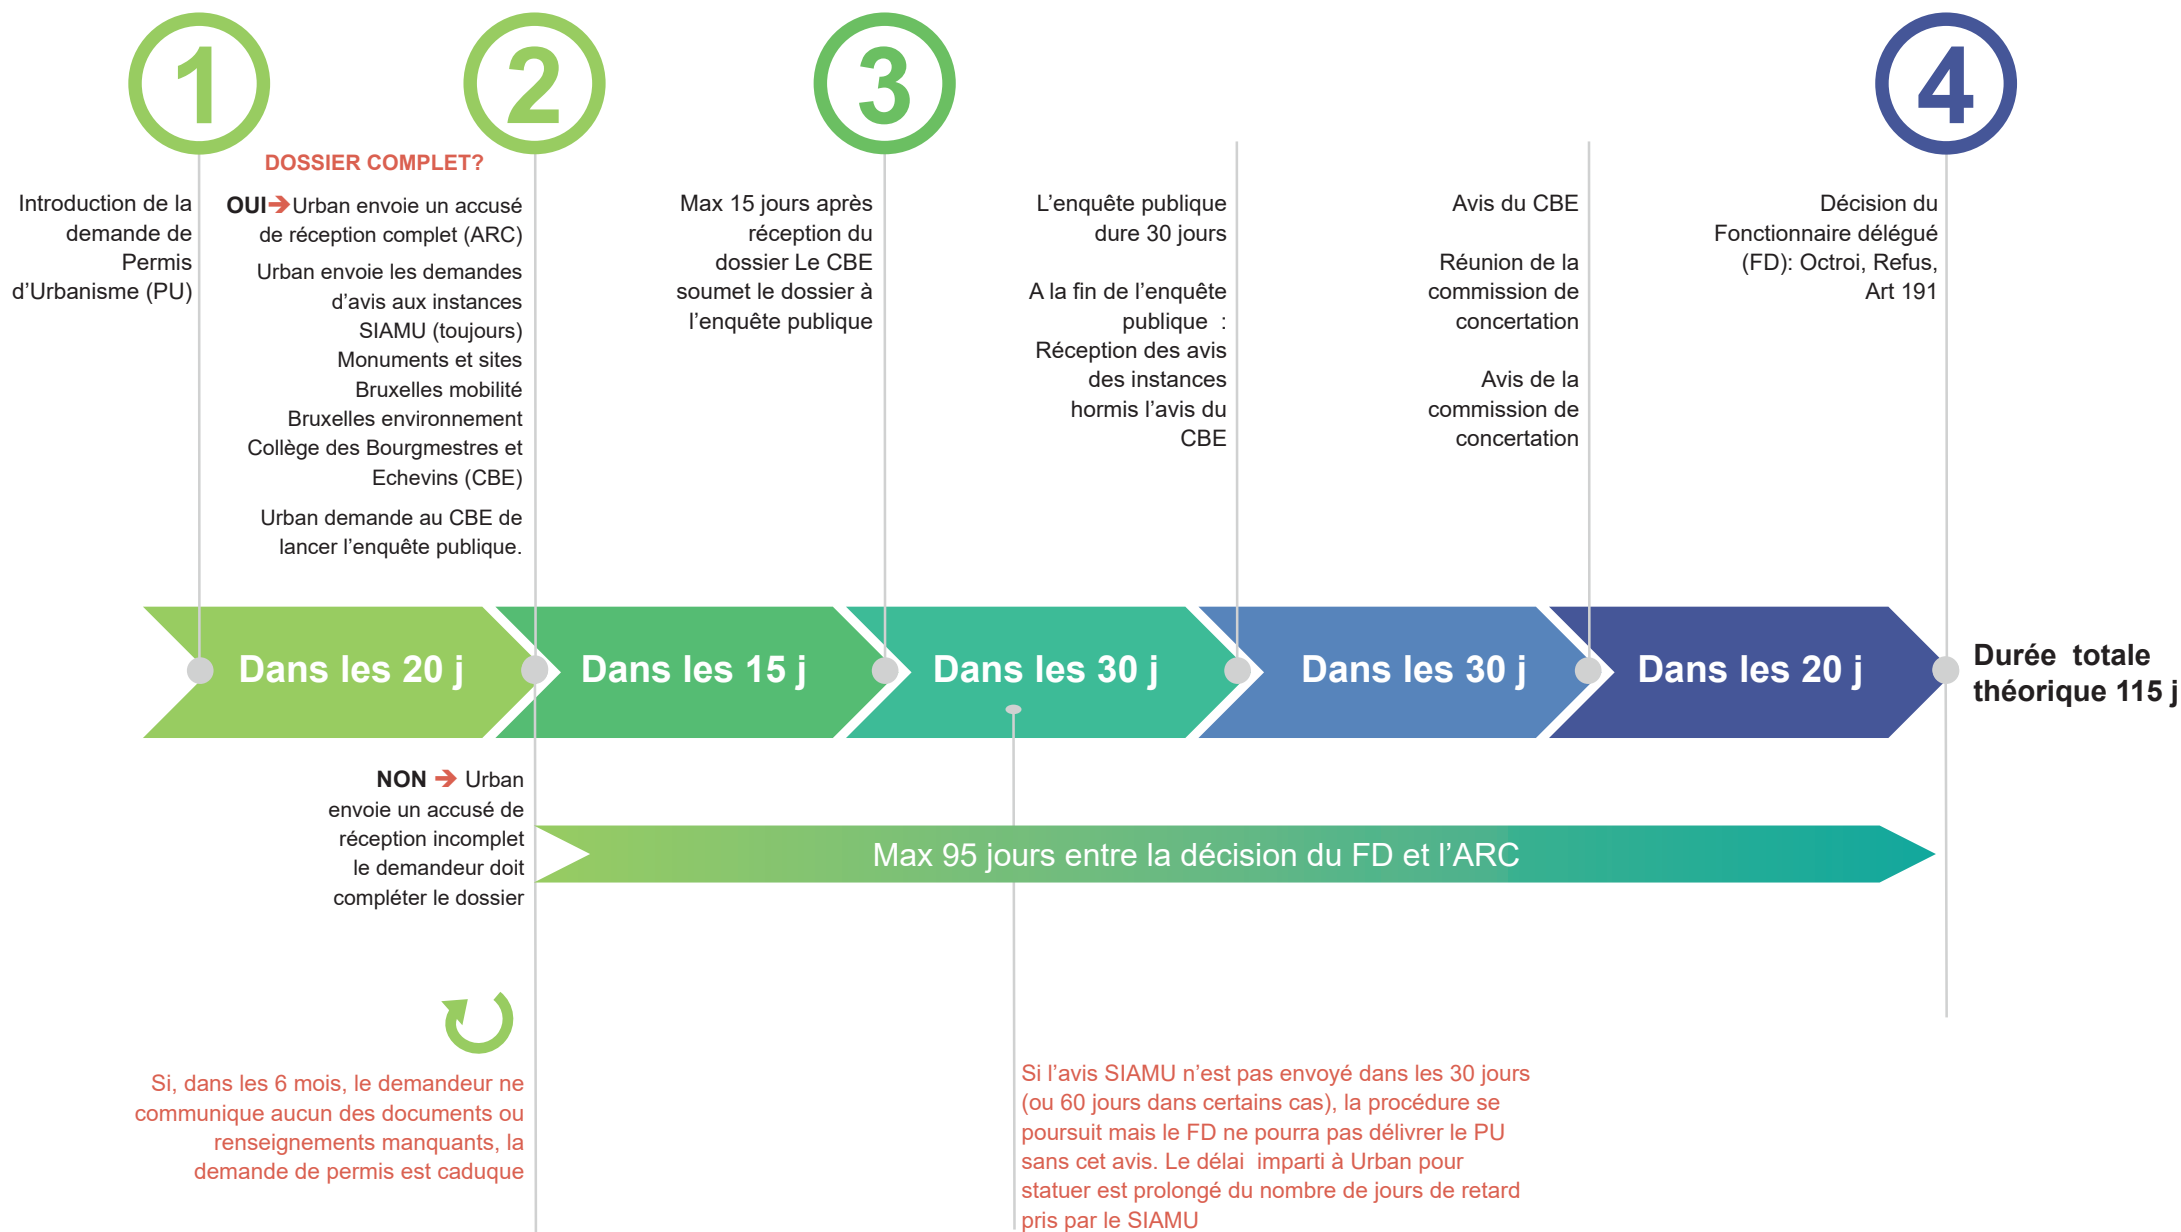 1
Introduction de la
demande de
Permis
d’Urbanisme (PU)
2
DOSSIER COMPLET?
OUI➔Urban envoie un accusé
de réception complet (ARC)
Urban envoie les demandes
d’avis aux instances
SIAMU (toujours)
Monuments et sites
Bruxelles mobilité
Bruxelles environnement
Collège des Bourgmestres et
Echevins (CBE)
Urban demande au CBE de
lancer l’enquête publique.
3
Max 15 jours après
réception du
dossier Le CBE
soumet le dossier à
l’enquête publique
L’enquête publique
dure 30 jours
A la fin de l’enquête
publique :
Réception des avis
des instances
hormis l’avis du
CBE
Avis du CBE
Réunion de la
commission de
concertation
Avis de la
commission de
concertation
4
Décision du
Fonctionnaire délégué
(FD): Octroi, Refus,
Art 191
Dans les 20 j
Dans les 15 j
Dans les 30 j
Dans les 30 j
Dans les 20 j
Durée totale
théorique 115 j
NON ➔ Urban
envoie un accusé de
réception incomplet
le demandeur doit
compléter le dossier
Max 95 jours entre la décision du FD et l’ARC
Si, dans les 6 mois, le demandeur ne
communique aucun des documents ou
renseignements manquants, la
demande de permis est caduque
Si l’avis SIAMU n’est pas envoyé dans les 30 jours
(ou 60 jours dans certains cas), la procédure se
poursuit mais le FD ne pourra pas délivrer le PU
sans cet avis. Le délai imparti à Urban pour
statuer est prolongé du nombre de jours de retard
pris par le SIAMU